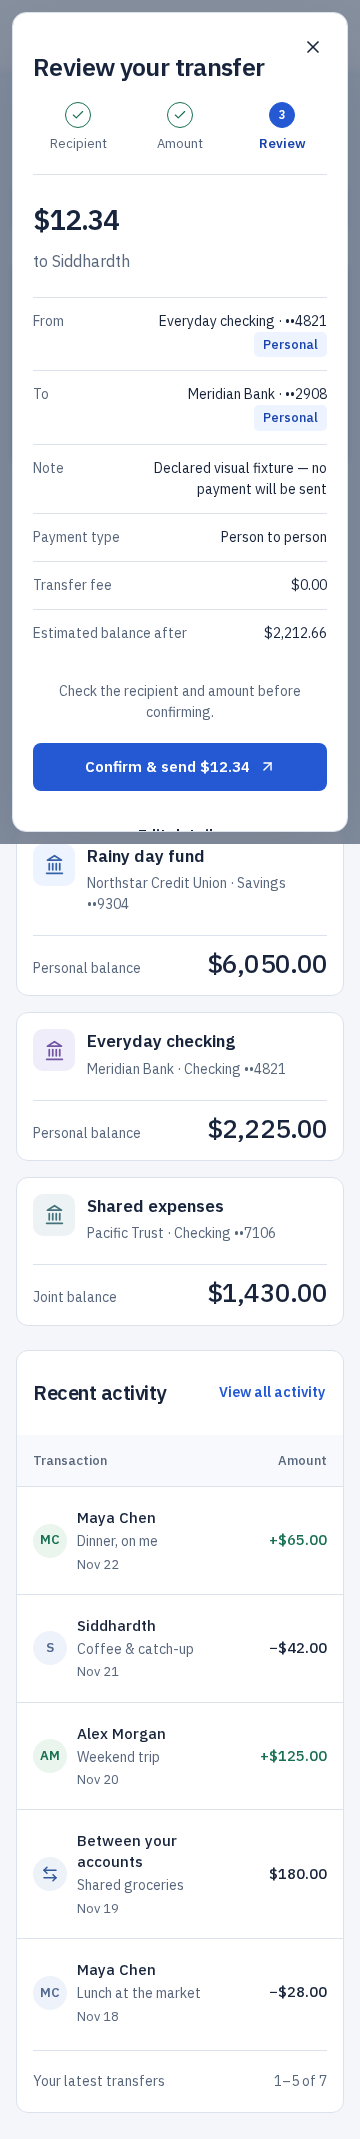 Review your transfer
Recipient
Amount
3
Review
$12.34
to Siddhardth
From
Everyday checking · ••4821
Personal
To
Meridian Bank · ••2908
Personal
Note
Declared visual fixture — no
payment will be sent
Payment type
Person to person
Transfer fee
$0.00
Estimated balance after
$2,212.66
Check the recipient and amount before
confirming.
Confirm & send $12.34
Rainy day fund
Northstar Credit Union · Savings
••9304
Personal balance
$6,050.00
Everyday checking
Meridian Bank · Checking ••4821
Personal balance
$2,225.00
Shared expenses
Pacific Trust · Checking ••7106
Joint balance
$1,430.00
Recent activity
View all activity
Transaction
Amount
MC
Maya Chen
Dinner, on me
Nov 22
+$65.00
S
Siddhardth
Coffee & catch-up
Nov 21
−$42.00
AM
Alex Morgan
Weekend trip
Nov 20
+$125.00
Between your
accounts
Shared groceries
Nov 19
$180.00
MC
Maya Chen
Lunch at the market
Nov 18
−$28.00
Your latest transfers
1–5 of 7